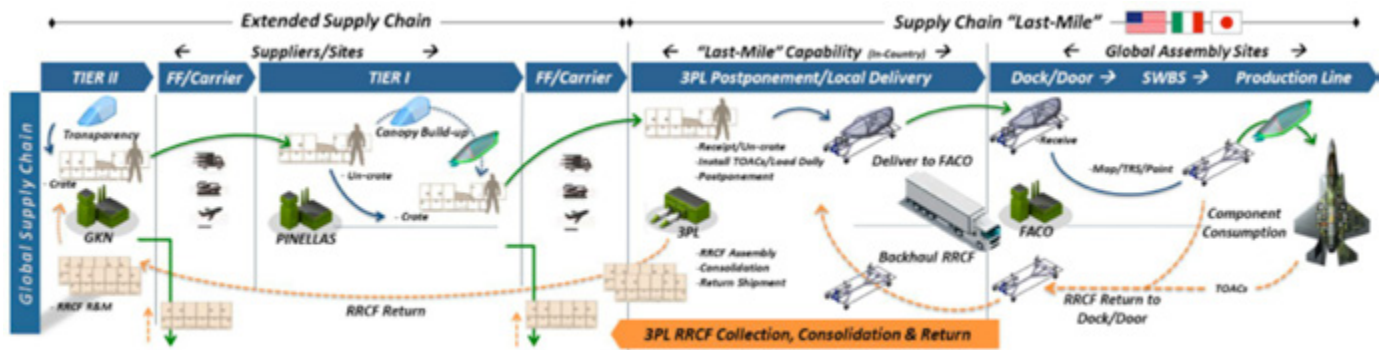 Extended Supply Chain
Supply Chain "Last-Mile"
Suppliers/Sites
"Last-Mile" Capability (In-Country)
Global Assembly Sites
TIER II
FF/Carrier
TIER I
FF/Carrier
3PL Postponement/Local Delivery
Dock/Door
SWBS
Production Line
Global Supply Chain
Transparency
- Crate
GKN
- RRCF R&M
Canopy Build-up
- Un-crate
- Crate
PINELLAS
RRCF Return
-Receipt/Un-crate
-Install TOACs/Load Dolly
-Postponement
3PL
-RRCF Assembly
-Consolidation
-Return Shipment
Deliver to FACO
Backhaul RRCF
-Receive
-Map/TRS/Paint
FACO
Component
Consumption
TOACs
RRCF Return to
Dock/Door
3PL RRCF Collection, Consolidation & Return